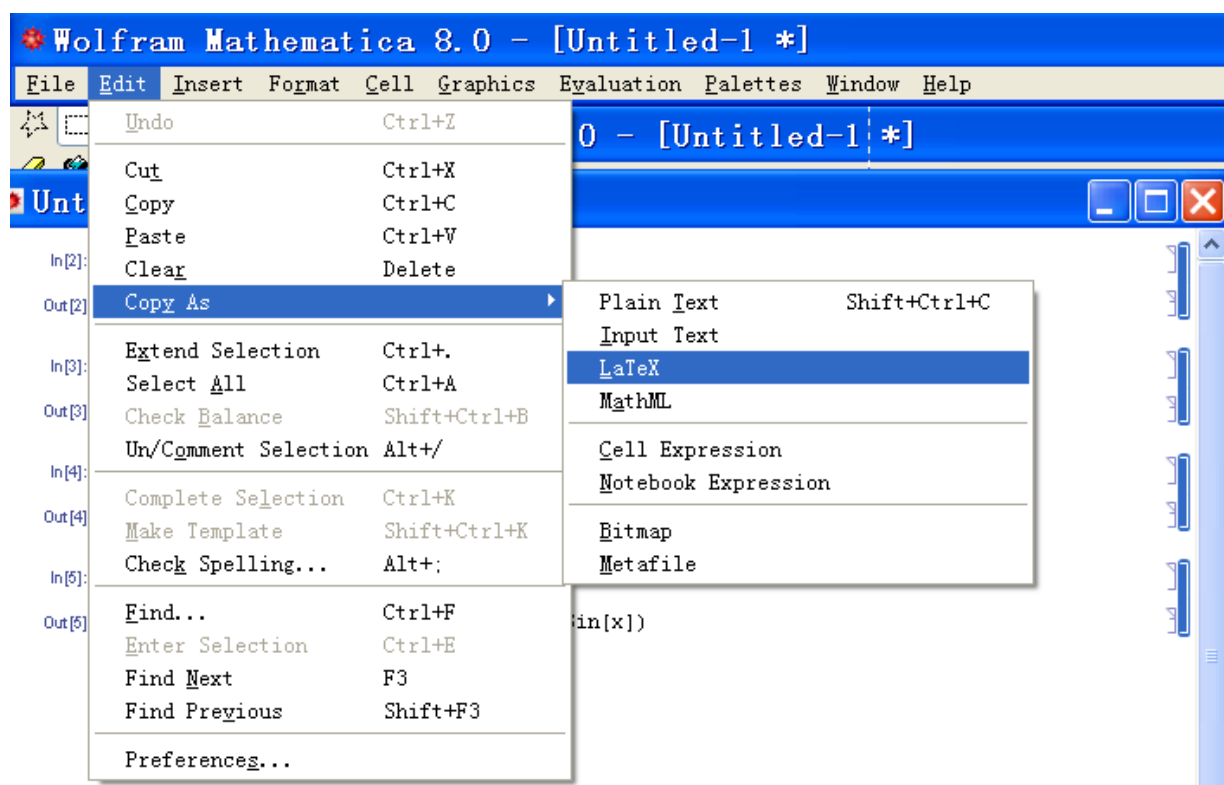 Wolfram Mathematica 8.0 - [Untitled-1 *]
File Edit Insert Format Cell Graphics Evaluation Palettes Window Help
0 - [Untitled-1 *]
Unt
Undo Ctrl+Z
Cut Ctrl+X
Copy Ctrl+C
Paste Ctrl+V
Clear Delete
Copy As
Extend Selection Ctrl+.
Select All Ctrl+A
Check Balance Shift+Ctrl+B
Un/Comment Selection Alt+/
Complete Selection Ctrl+K
Make Template Shift+Ctrl+K
Check Spelling... Alt+;
Find... Ctrl+F
Enter Selection Ctrl+E
Find Next F3
Find Previous Shift+F3
Preferences...
Plain Text Shift+Ctrl+C
Input Text
LaTeX
MathML
Cell Expression
Notebook Expression
Bitmap
Metafile
In[2]:
Out[2]
In[3]:
Out[3]
In[4]:
Out[4]
In[5]:
Out[5]
in[x])